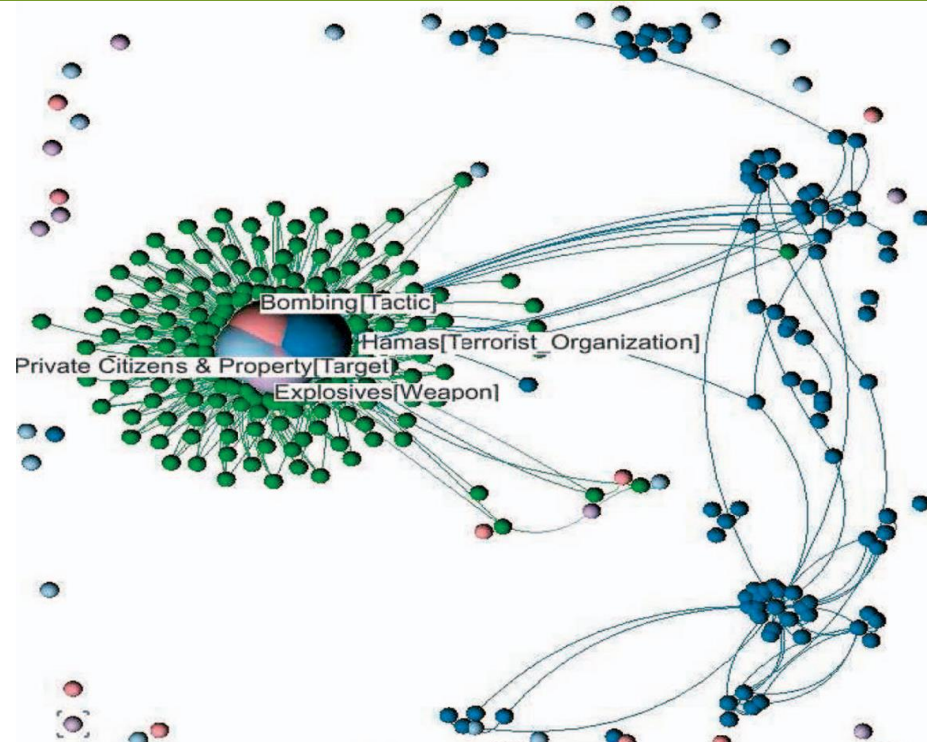 Bombing[Tactic]
Hamas[Terrorist_Organization]
Private Citizens & Property[Target]
Explosives[Weapon]